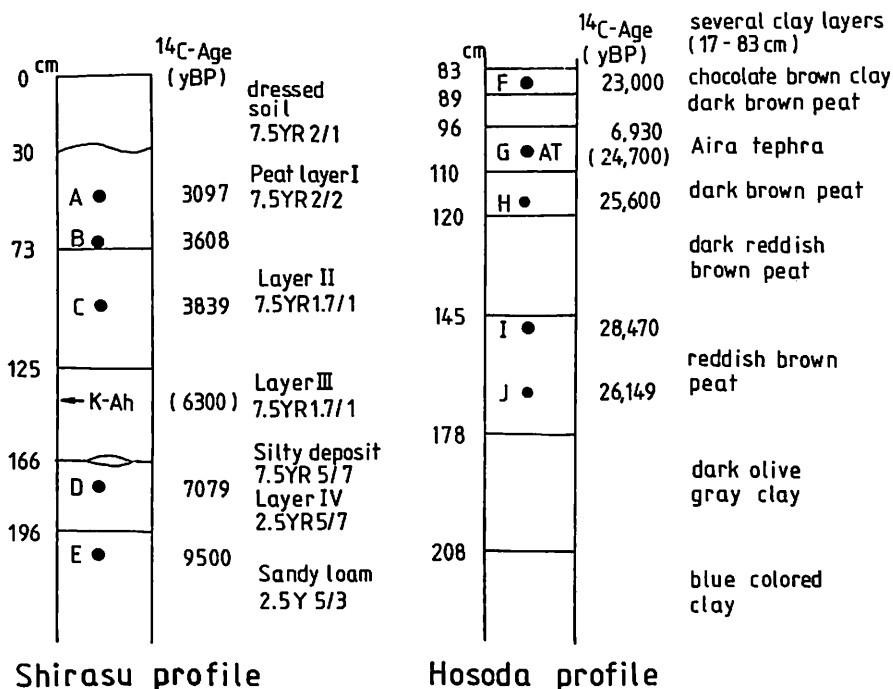 cm
¹⁴C-Age
(yBP)
0
dressed
soil
7.5YR 2/1
30
Peat layer I
7.5YR 2/2
A 3097
B 3608
73
Layer II
7.5YR 1.7/1
C 3839
125
Layer III
7.5YR 1.7/1
K-Ah (6300)
166
Silty deposit
7.5YR 5/7
D 7079
Layer IV
2.5YR 5/7
196
E 9500
Sandy loam
2.5Y 5/3
Shirasu profile
cm
¹⁴C-Age
(yBP)
several clay layers
(17-83 cm)
83
F 23,000 chocolate brown clay
89
dark brown peat
96
6,930
G AT (24,700) Aira tephra
110
H 25,600 dark brown peat
120
dark reddish
brown peat
145
I 28,470
reddish brown
peat
J 26,149
178
dark olive
gray clay
208
blue colored
clay
Hosoda profile